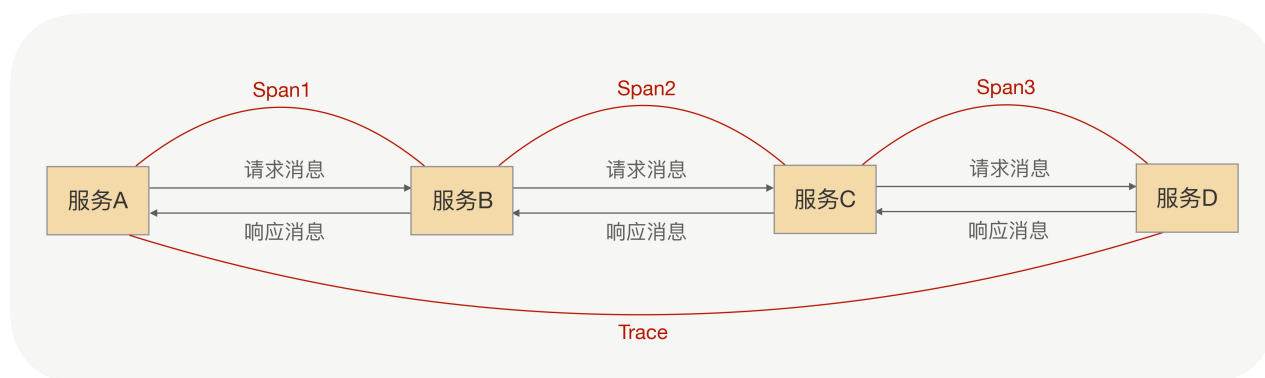 Span1
Span2
Span3
请求消息
请求消息
请求消息
服务A
服务B
服务C
服务D
响应消息
响应消息
响应消息
Trace